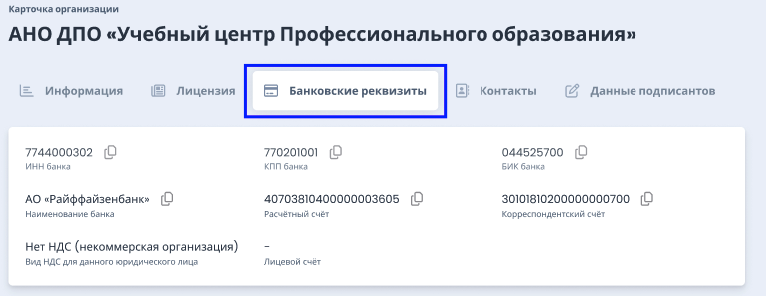 Карточка организации
АНО ДПО «Учебный центр Профессионального образования»
Информация Лицензия Банковские реквизиты Контакты Данные подписантов
7744000302 770201001 044525700
ИНН банка КПП банка БИК банка
АО «Райффайзенбанк» 40703810400000003605 30101810200000000700
Наименование банка Расчётный счёт Корреспондентский счёт
Нет НДС (некоммерская организация) -
Вид НДС для данного юридического лица Лицевой счёт